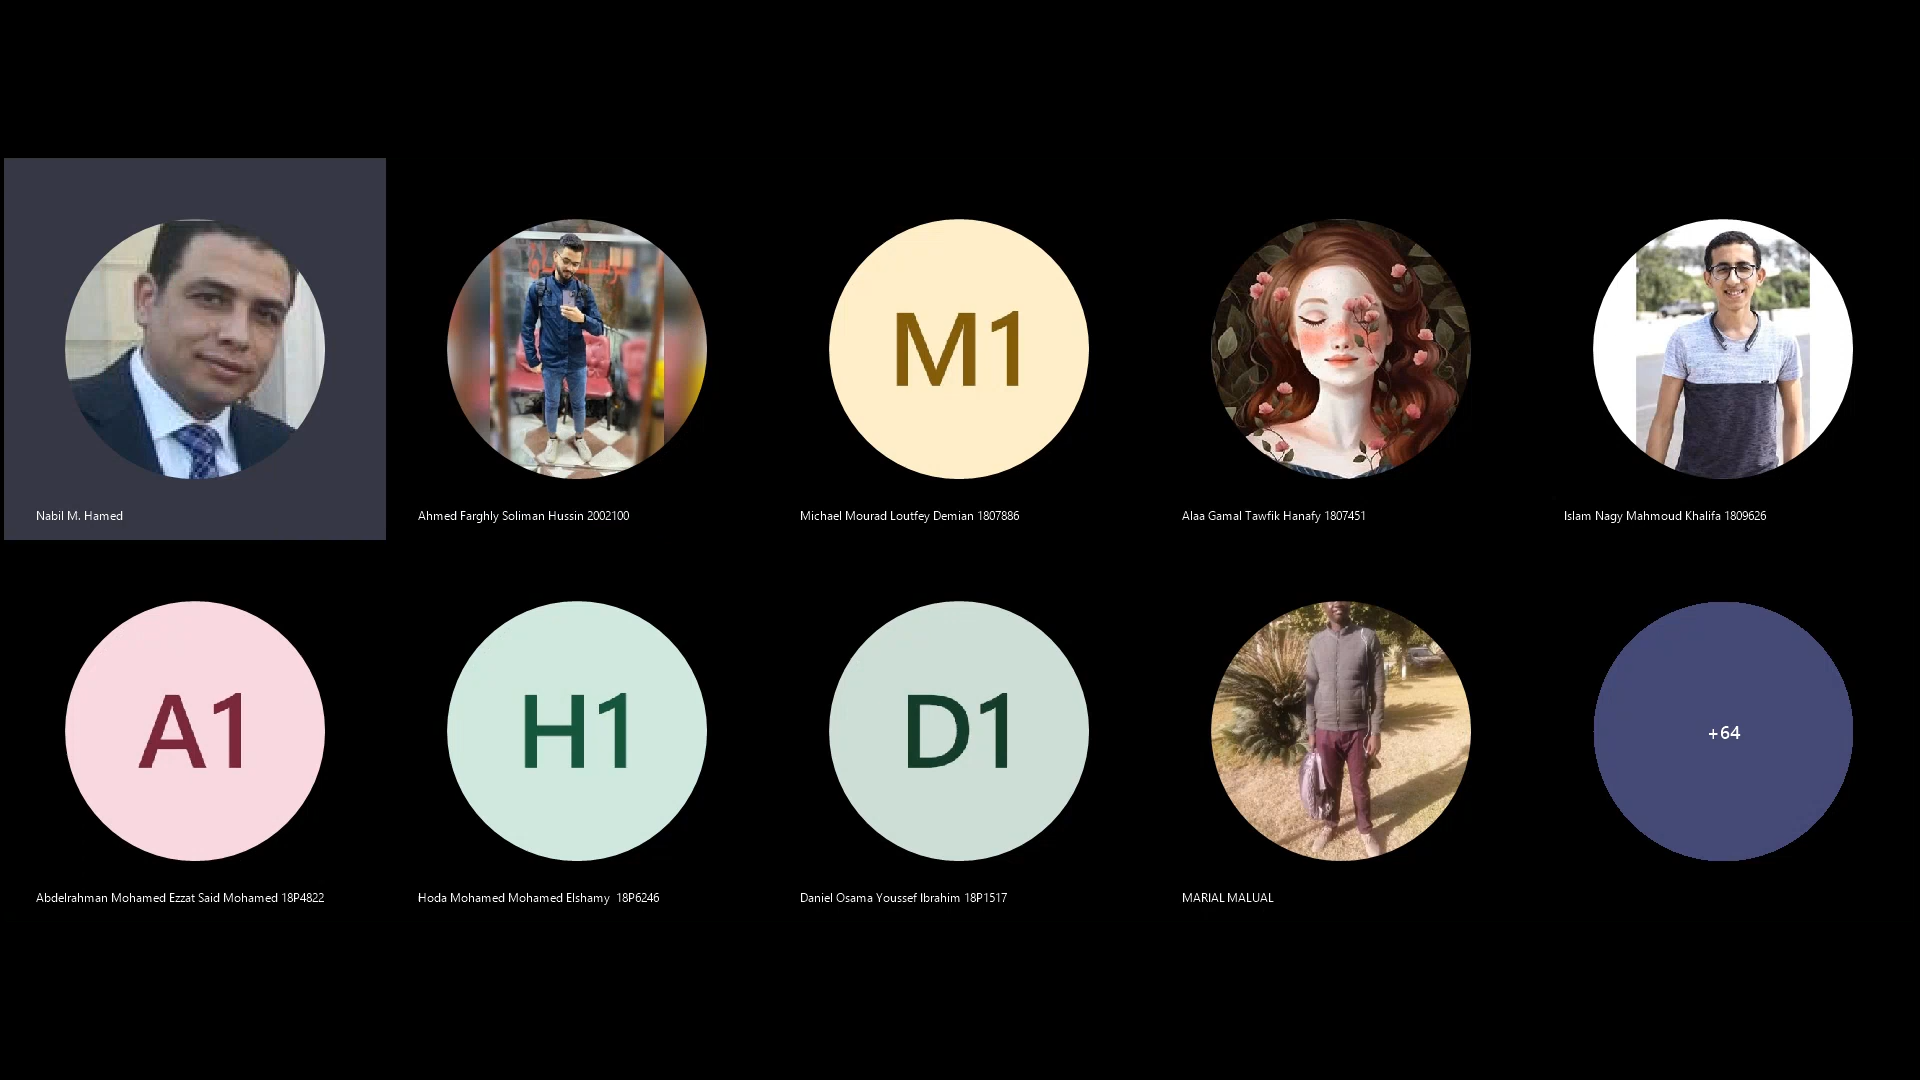 M1
Nabil M. Hamed
Ahmed Farghly Soliman Hussin 2002100
Michael Mourad Loutfey Demian 1807886
Alaa Gamal Tawfik Hanafy 1807451
Islam Nagy Mahmoud Khalifa 1809626
A1
H1
D1
+64
Abdelrahman Mohamed Ezzat Said Mohamed 18P4822
Hoda Mohamed Mohamed Elshamy 18P6246
Daniel Osama Youssef Ibrahim 18P1517
MARIAL MALUAL